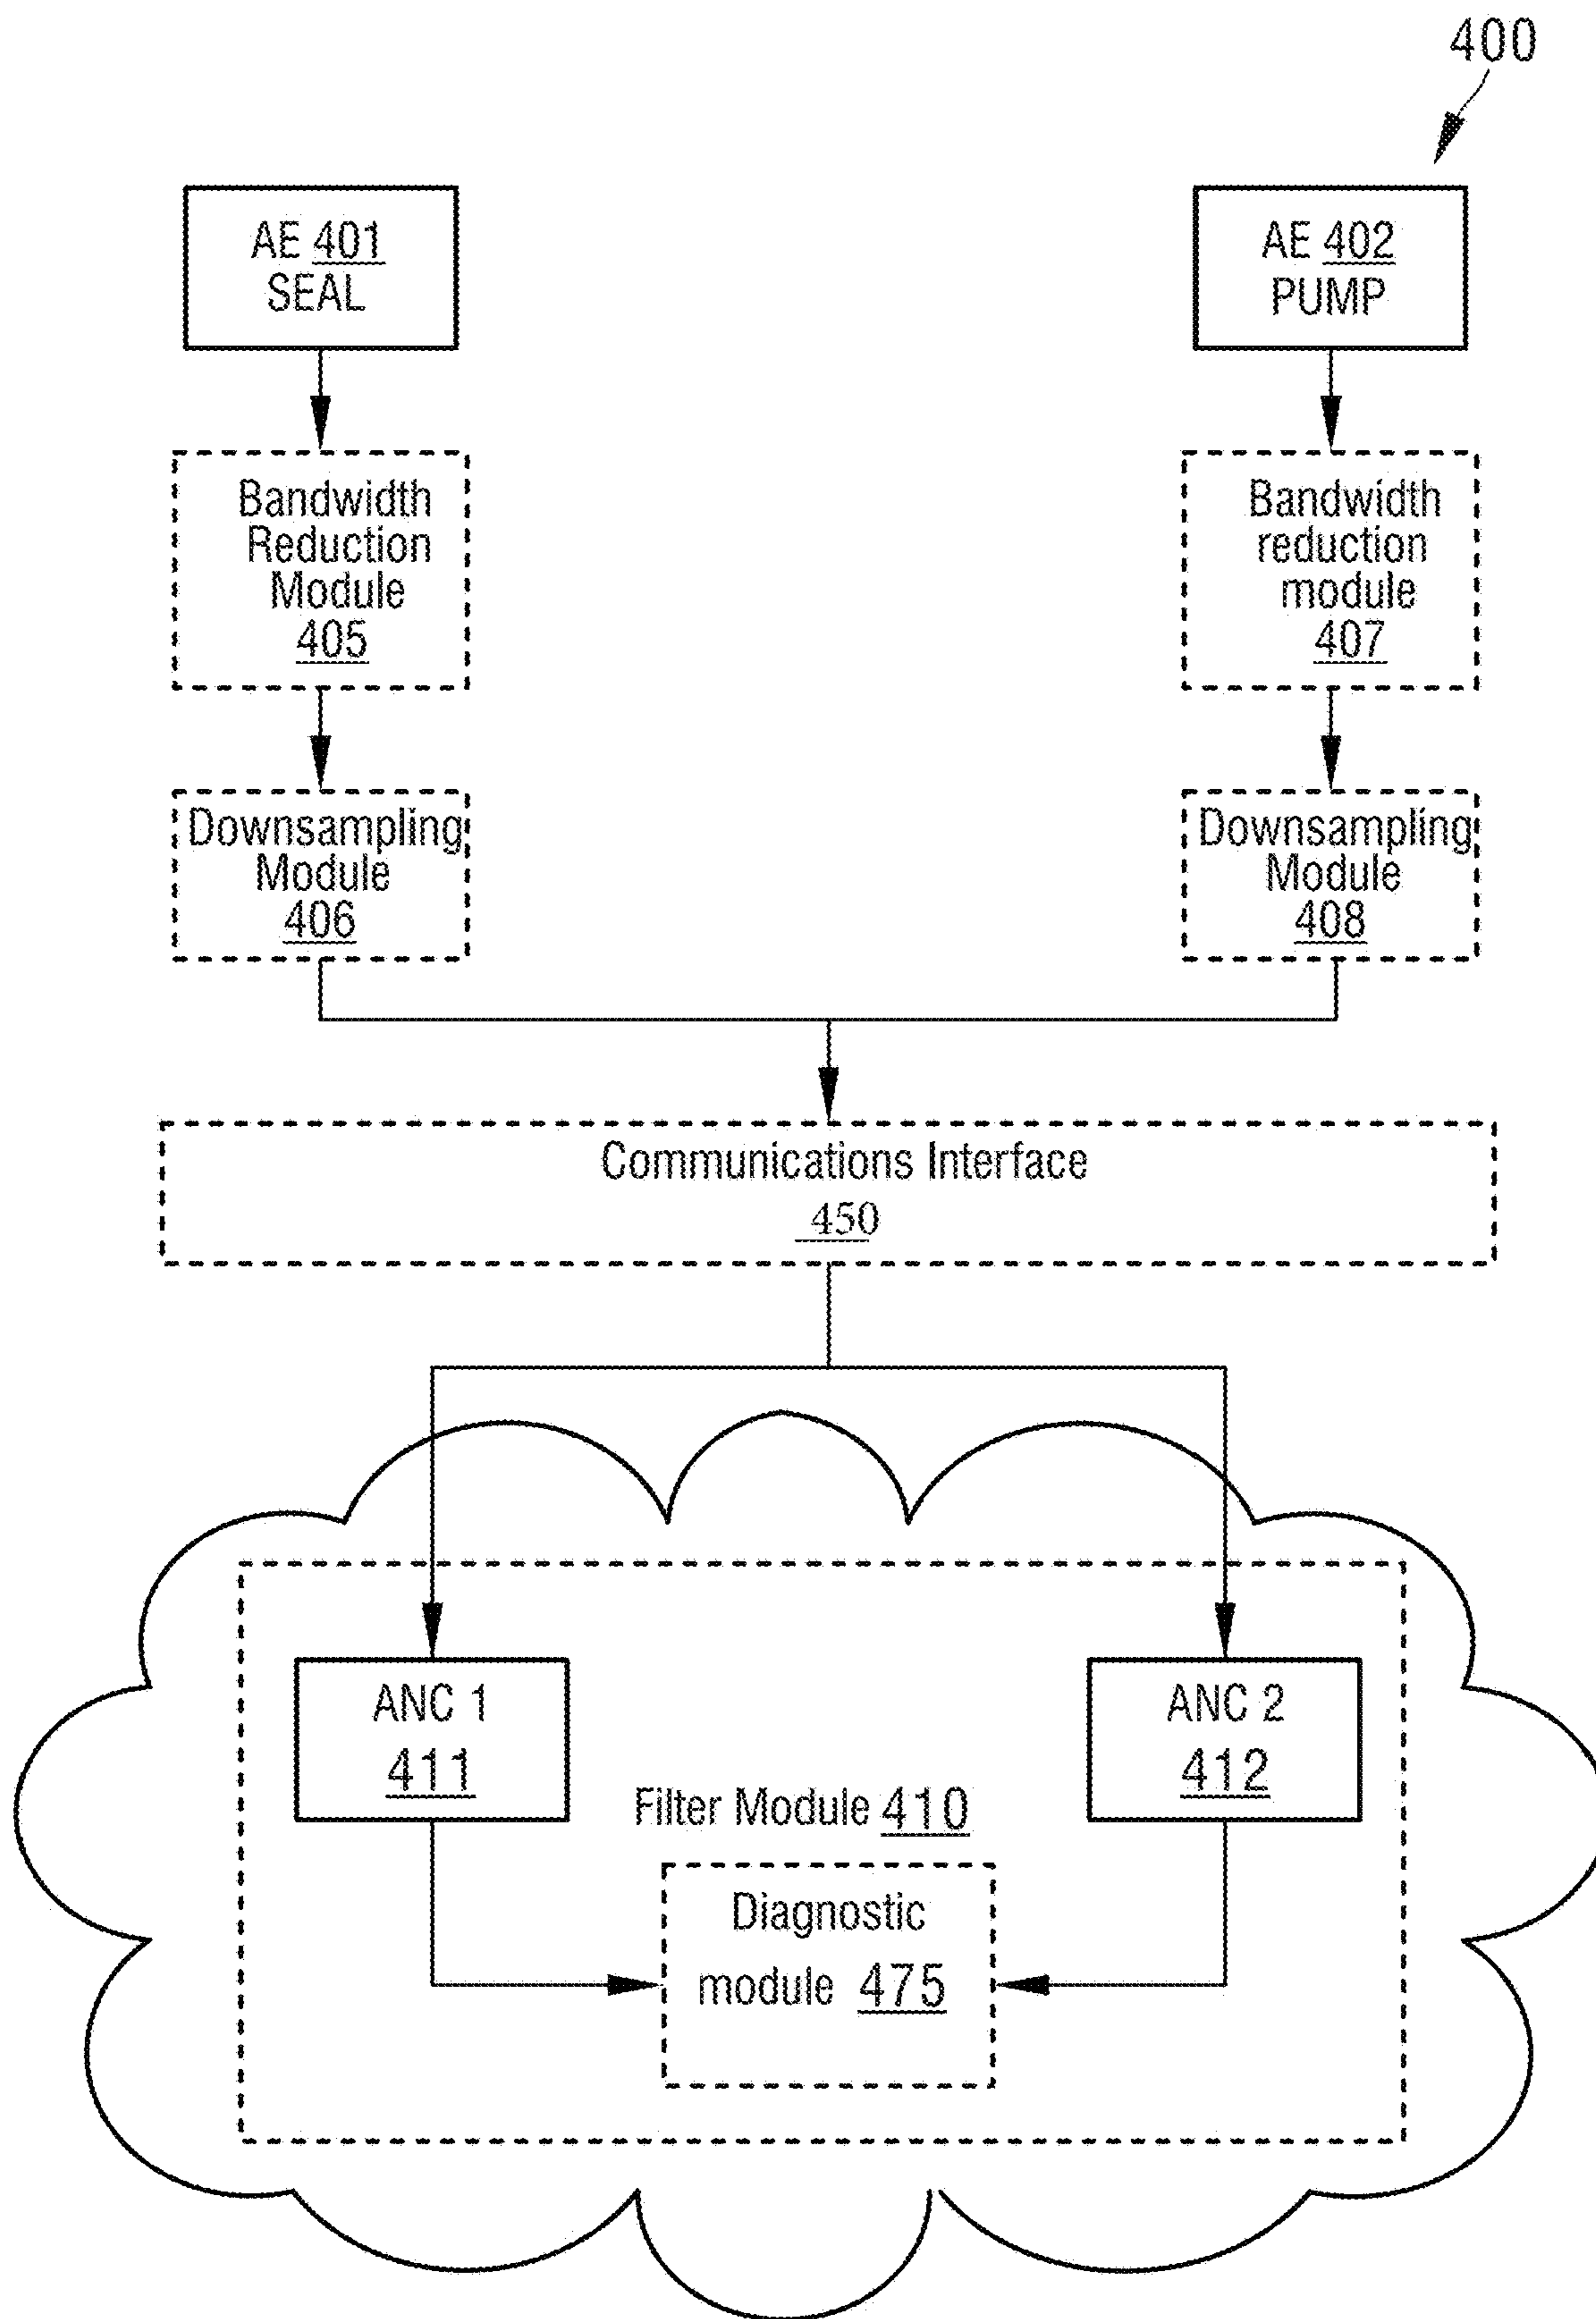 400
AE 401
SEAL
AE 402
PUMP
Bandwidth
Reduction
Module
405
Bandwidth
reduction
module
407
Downsampling
Module
406
Downsampling
Module
408
Communications Interface
450
ANC 1
411
ANC 2
412
Filter Module 410
Diagnostic
module 475